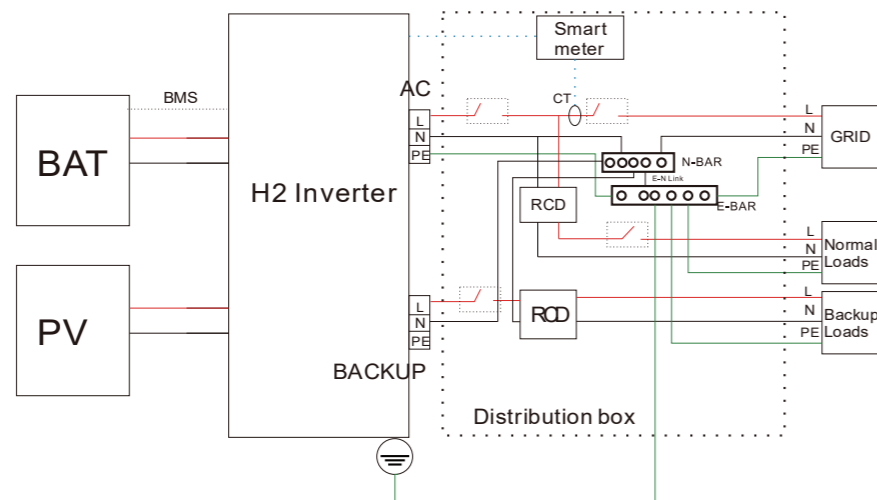 Smart
meter
BMS
AC
CT
L
N
PE
L
N
PE
GRID
BAT
H2 Inverter
N-BAR
E-N Link
E-BAR
RCD
L
N
PE
Normal
Loads
PV
L
N
PE
RCD
L
N
PE
Backup
Loads
BACKUP
Distribution box